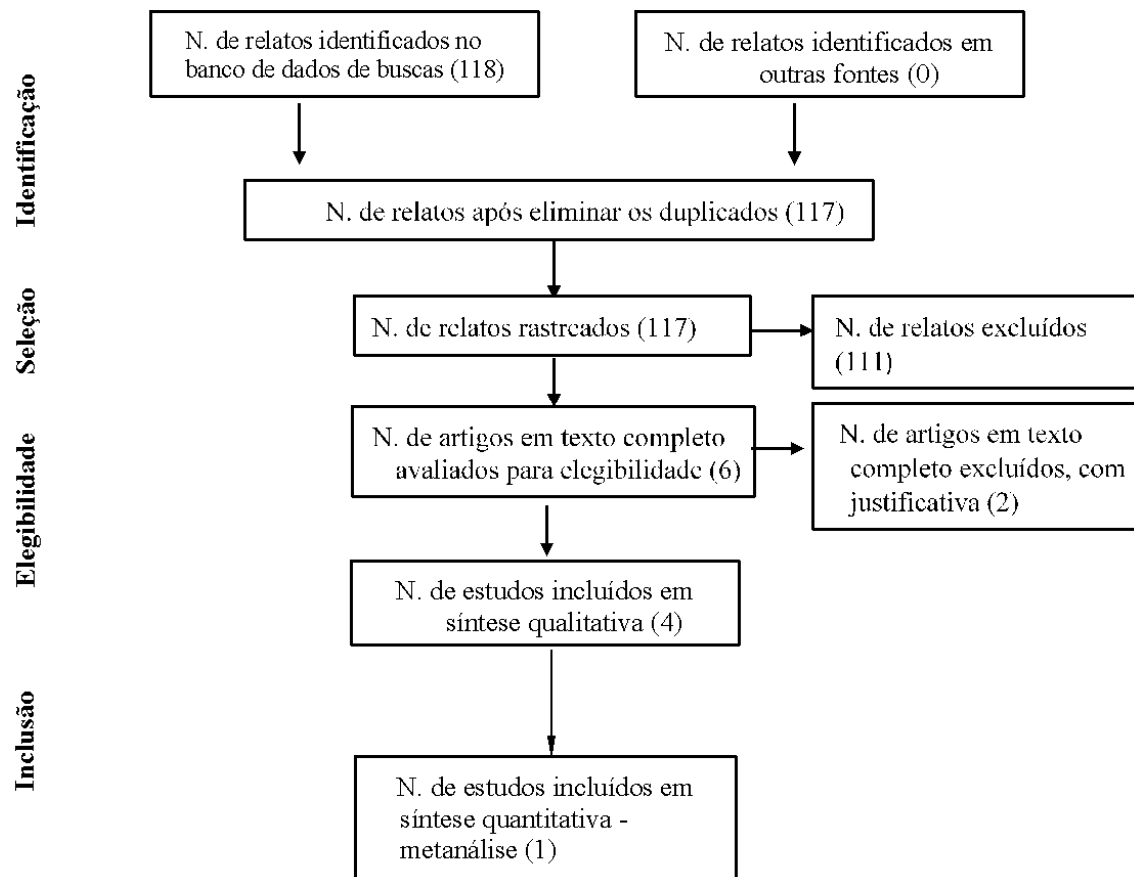 N. de relatos identificados no
banco de dados de buscas (118)
N. de relatos identificados em
outras fontes (0)
Identificação
N. de relatos após eliminar os duplicados (117)
Seleção
N. de relatos rastreados (117)
N. de relatos excluídos
(111)
Elegibilidade
N. de artigos em texto completo
avaliados para elegibilidade (6)
N. de artigos em texto
completo excluídos, com
justificativa (2)
N. de estudos incluídos em
síntese qualitativa (4)
Inclusão
N. de estudos incluídos em
síntese quantitativa -
metanálise (1)